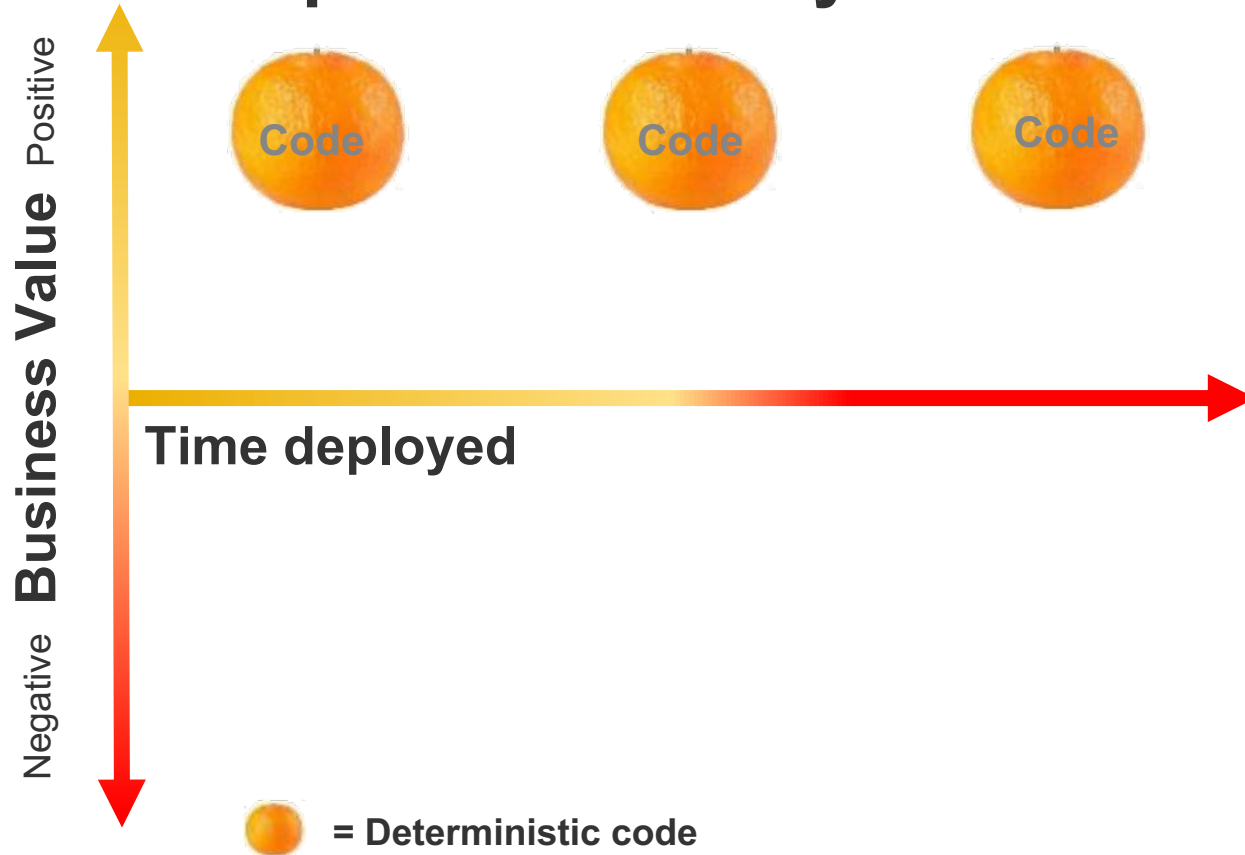 Positive
Business Value
Negative
Code
Code
Code
Time deployed
= Deterministic code